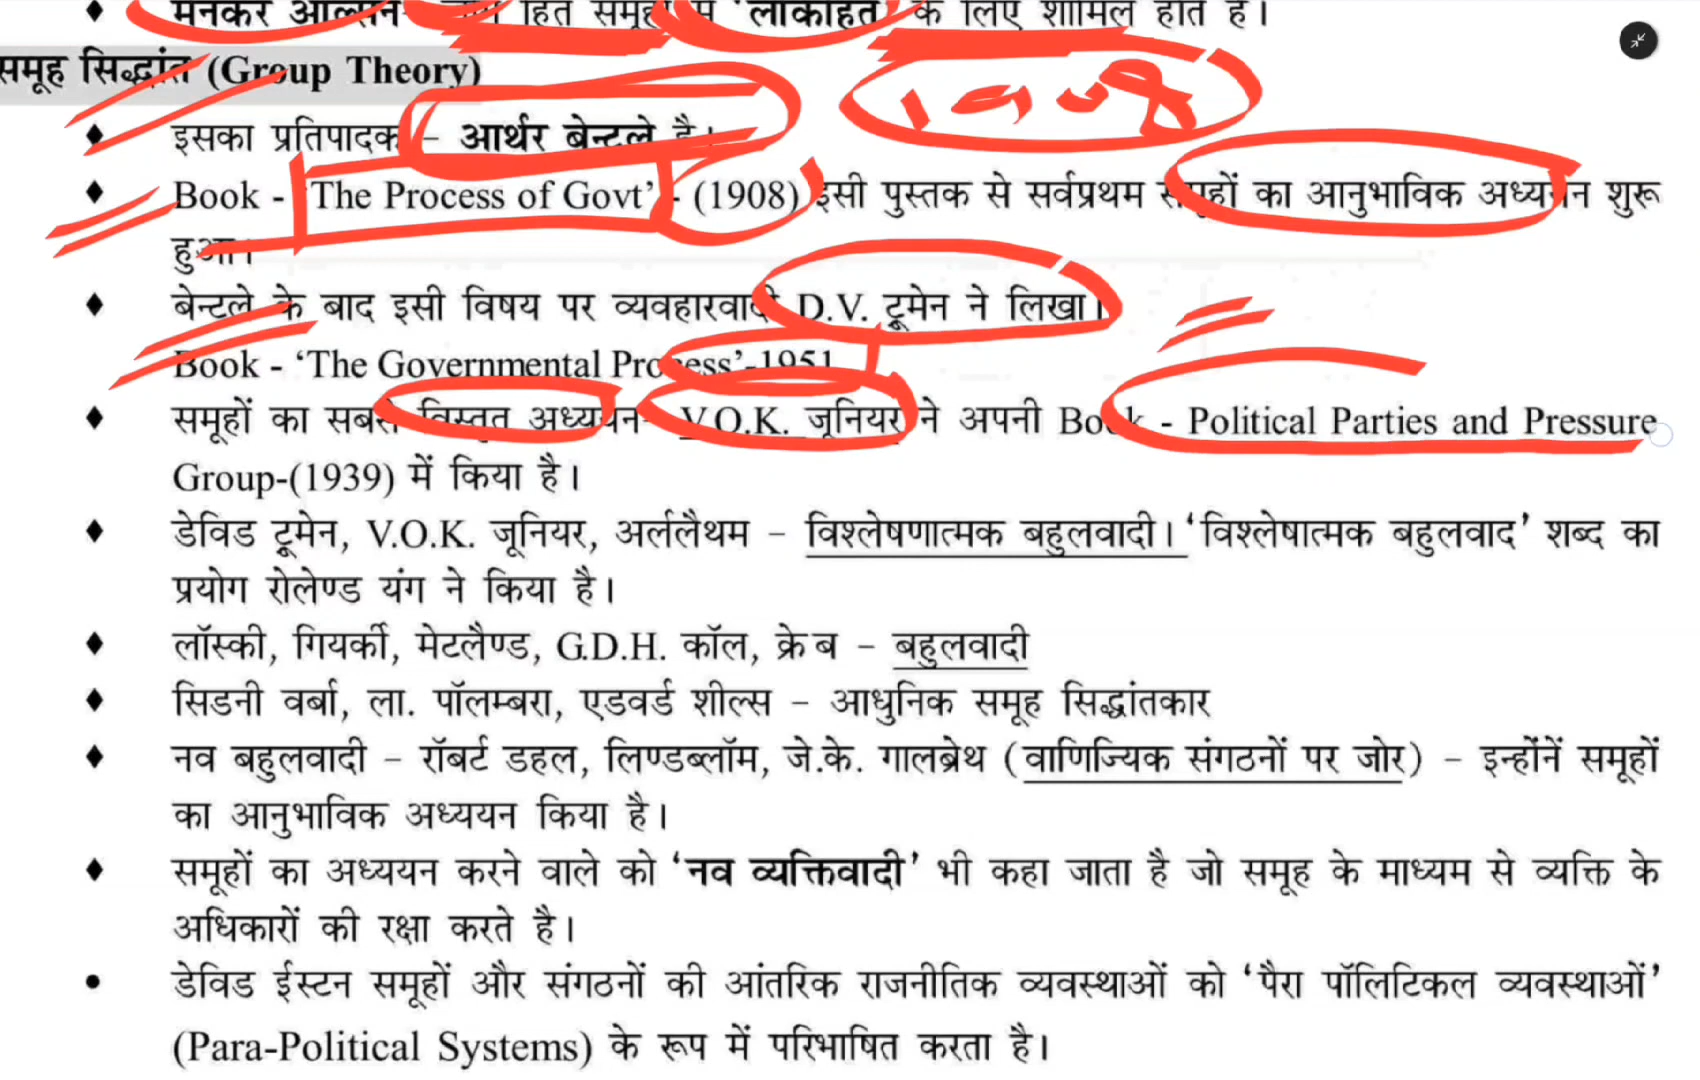 ♦ मनकर ओल्सन हित समूह में 'लोकहित' के लिए शामिल होते है।
समूह सिद्धांत (Group Theory)
1908
♦ इसका प्रतिपादक – आर्थर बेन्टले है।
♦ Book - 'The Process of Govt' - (1908) इसी पुस्तक से सर्वप्रथम समूहों का आनुभाविक अध्ययन शुरू
हुआ।
♦ बेन्टले के बाद इसी विषय पर व्यवहारवादी D.V. ट्रूमेन ने लिखा।
Book - 'The Governmental Process'-1951
♦ समूहों का सबसे विस्तृत अध्ययन- V.O.K. जूनियर ने अपनी Book - Political Parties and Pressure
Group-(1939) में किया है।
♦ डेविड ट्रूमेन, V.O.K. जूनियर, अर्ललैथम – विश्लेषणात्मक बहुलवादी। 'विश्लेषात्मक बहुलवाद' शब्द का
प्रयोग रोलेण्ड यंग ने किया है।
♦ लॉस्की, गियर्की, मेटलैण्ड, G.D.H. कॉल, क्रेब – बहुलवादी
♦ सिडनी वर्बा, ला. पॉलम्बरा, एडवर्ड शील्स – आधुनिक समूह सिद्धांतकार
♦ नव बहुलवादी – रॉबर्ट डहल, लिण्डब्लॉम, जे.के. गालब्रेथ (वाणिज्यिक संगठनों पर जोर) – इन्होंनें समूहों
का आनुभाविक अध्ययन किया है।
♦ समूहों का अध्ययन करने वाले को 'नव व्यक्तिवादी' भी कहा जाता है जो समूह के माध्यम से व्यक्ति के
अधिकारों की रक्षा करते है।
• डेविड ईस्टन समूहों और संगठनों की आंतरिक राजनीतिक व्यवस्थाओं को 'पैरा पॉलिटिकल व्यवस्थाओं'
(Para-Political Systems) के रूप में परिभाषित करता है।